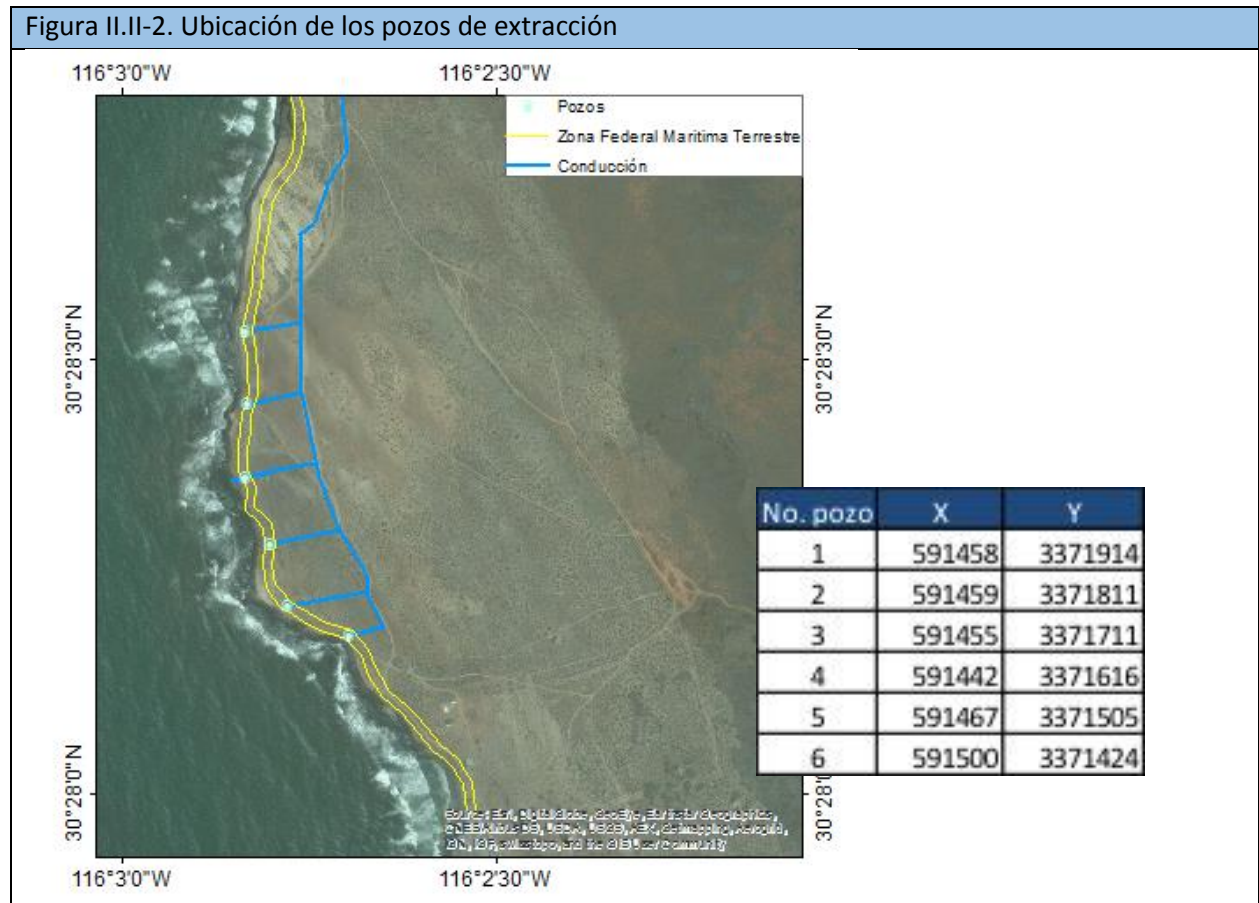 Figura II.II-2. Ubicación de los pozos de extracción
116°3'0"W 116°2'30"W
Pozos
Zona Federal Maritima Terrestre
Conducción
30°28'30"N 30°28'30"N
No. pozo X Y
1 591458 3371914
2 591459 3371811
3 591455 3371711
4 591442 3371616
5 591467 3371505
6 591500 3371424
30°28'0"N
116°3'0"W 116°2'30"W